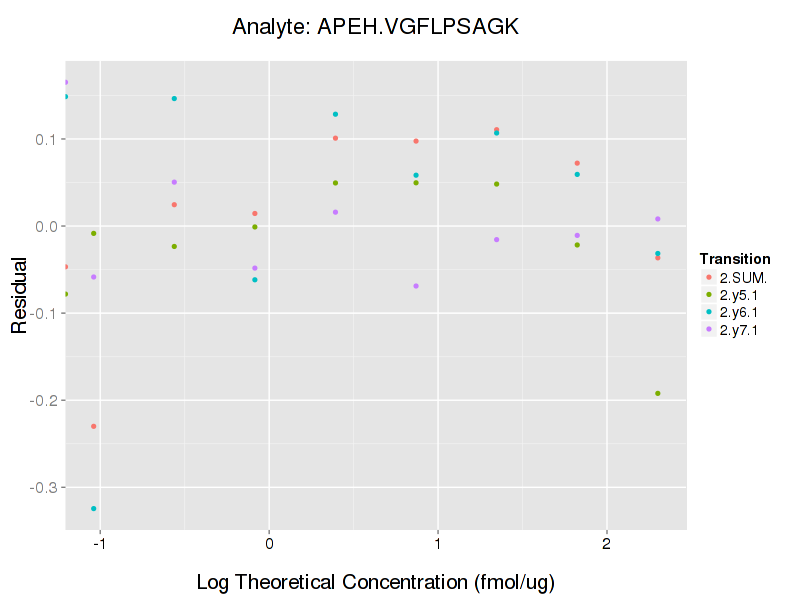 Analyte: APEH.VGFLPSAGK
Residual
0.1
0.0
-0.1
-0.2
-0.3
-1
0
1
2
Log Theoretical Concentration (fmol/ug)
Transition
2.SUM.
2.y5.1
2.y6.1
2.y7.1